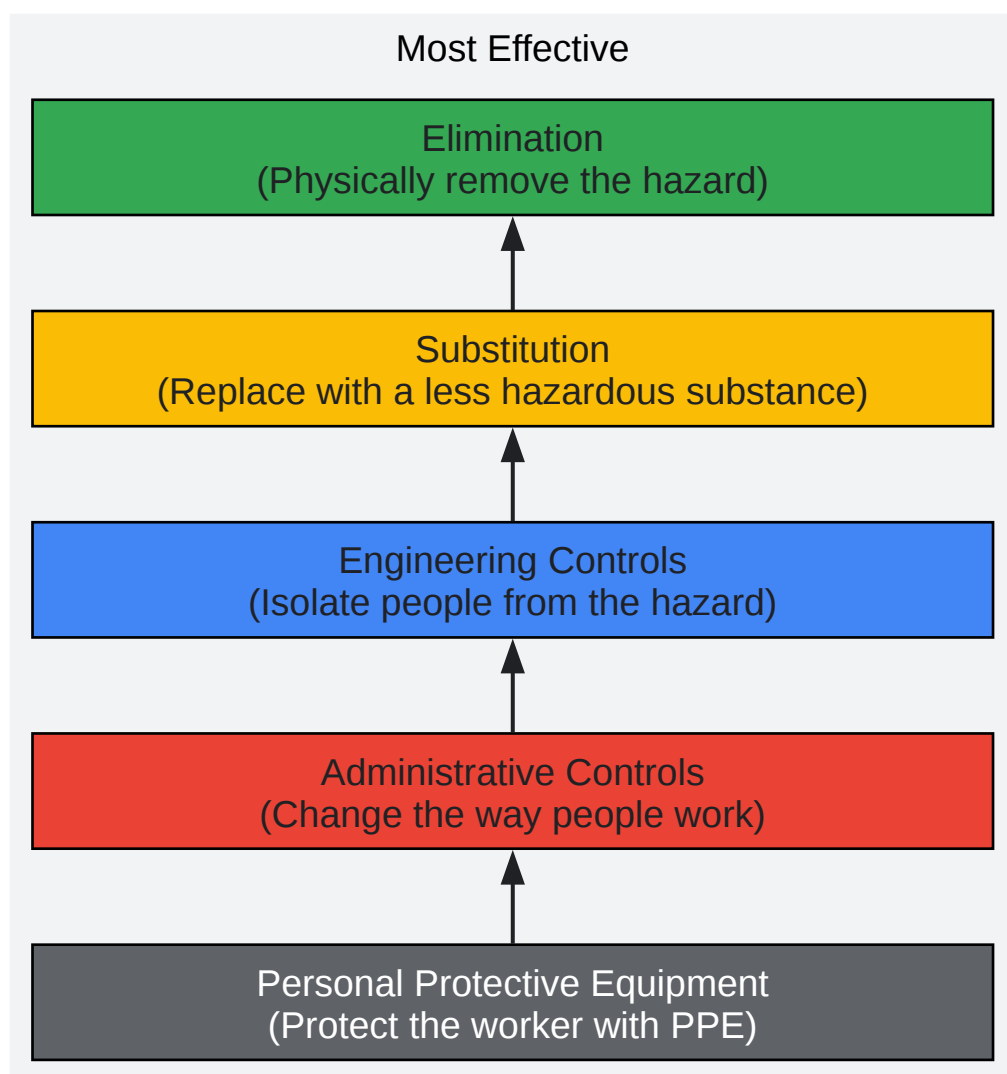 Most Effective
Elimination
(Physically remove the hazard)
Substitution
(Replace with a less hazardous substance)
Engineering Controls
(Isolate people from the hazard)
Administrative Controls
(Change the way people work)
Personal Protective Equipment
(Protect the worker with PPE)